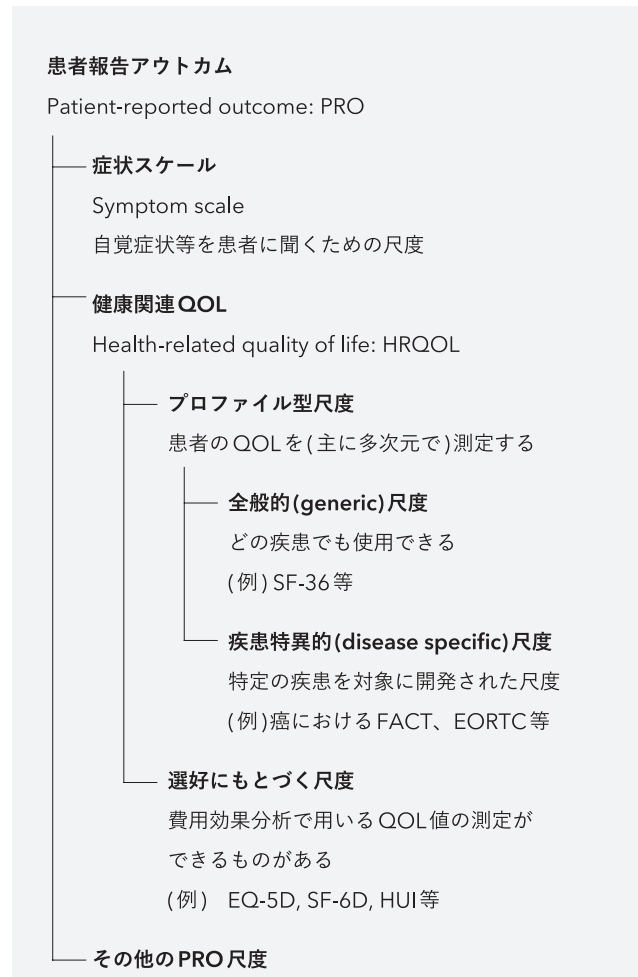 患者報告アウトカム
Patient-reported outcome: PRO
症状スケール
Symptom scale
自覚症状等を患者に聞くための尺度
健康関連QOL
Health-related quality of life: HRQOL
プロファイル型尺度
患者のQOLを(主に多次元で)測定する
全般的(generic)尺度
どの疾患でも使用できる
(例) SF-36等
疾患特異的(disease specific)尺度
特定の疾患を対象に開発された尺度
(例)癌におけるFACT、EORTC等
選好にもとづく尺度
費用効果分析で用いるQOL値の測定が
できるものがある
(例) EQ-5D, SF-6D, HUI等
その他のPRO尺度